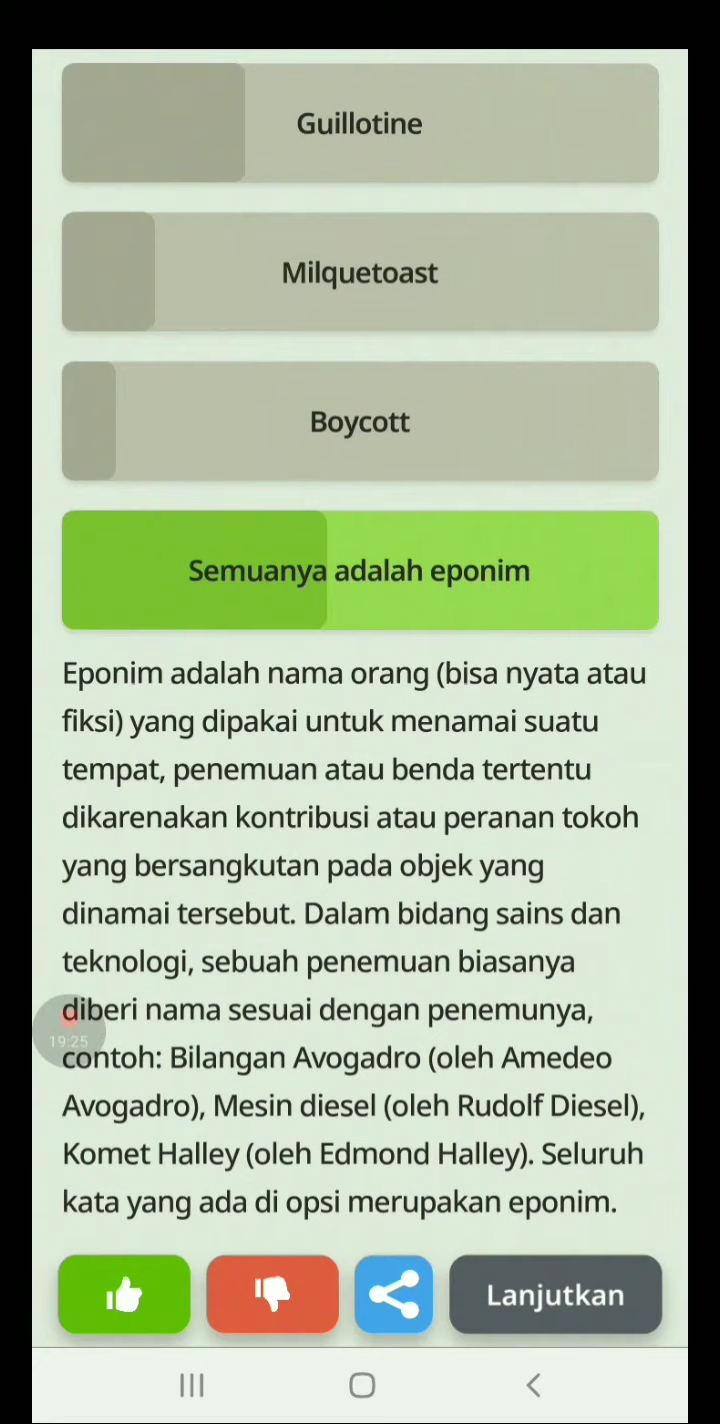 Guillotine
Milquetoast
Boycott
Semuanya adalah eponim
Eponim adalah nama orang (bisa nyata atau
fiksi) yang dipakai untuk menamai suatu
tempat, penemuan atau benda tertentu
dikarenakan kontribusi atau peranan tokoh
yang bersangkutan pada objek yang
dinamai tersebut. Dalam bidang sains dan
teknologi, sebuah penemuan biasanya
diberi nama sesuai dengan penemunya,
19:25
contoh: Bilangan Avogadro (oleh Amedeo
Avogadro), Mesin diesel (oleh Rudolf Diesel),
Komet Halley (oleh Edmond Halley). Seluruh
kata yang ada di opsi merupakan eponim.
Lanjutkan